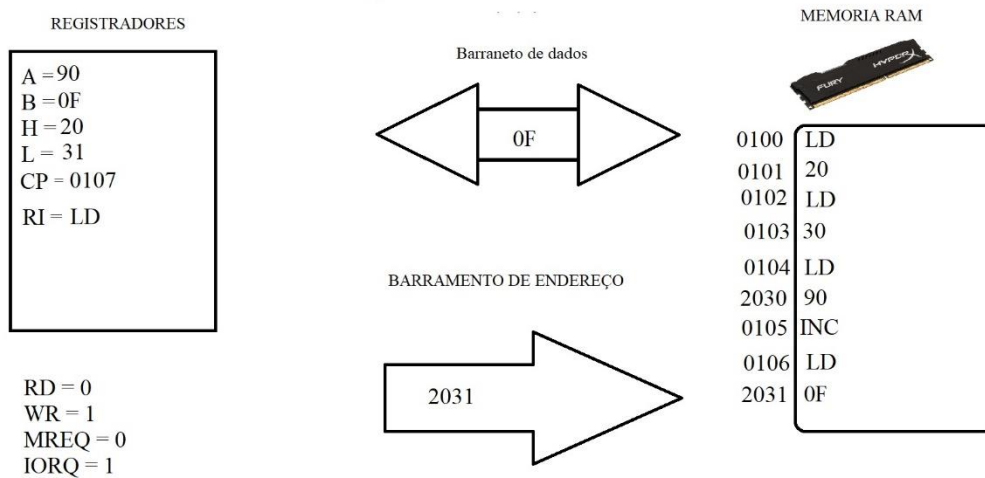 REGISTRADORES
A = 90
B = 0F
H = 20
L = 31
CP = 0107
RI = LD
RD = 0
WR = 1
MREQ = 0
IORQ = 1
Barraneto de dados
0F
BARRAMENTO DE ENDEREÇO
2031
MEMORIA RAM
FURY HYPERX
0100 LD
0101 20
0102 LD
0103 30
0104 LD
2030 90
0105 INC
0106 LD
2031 0F